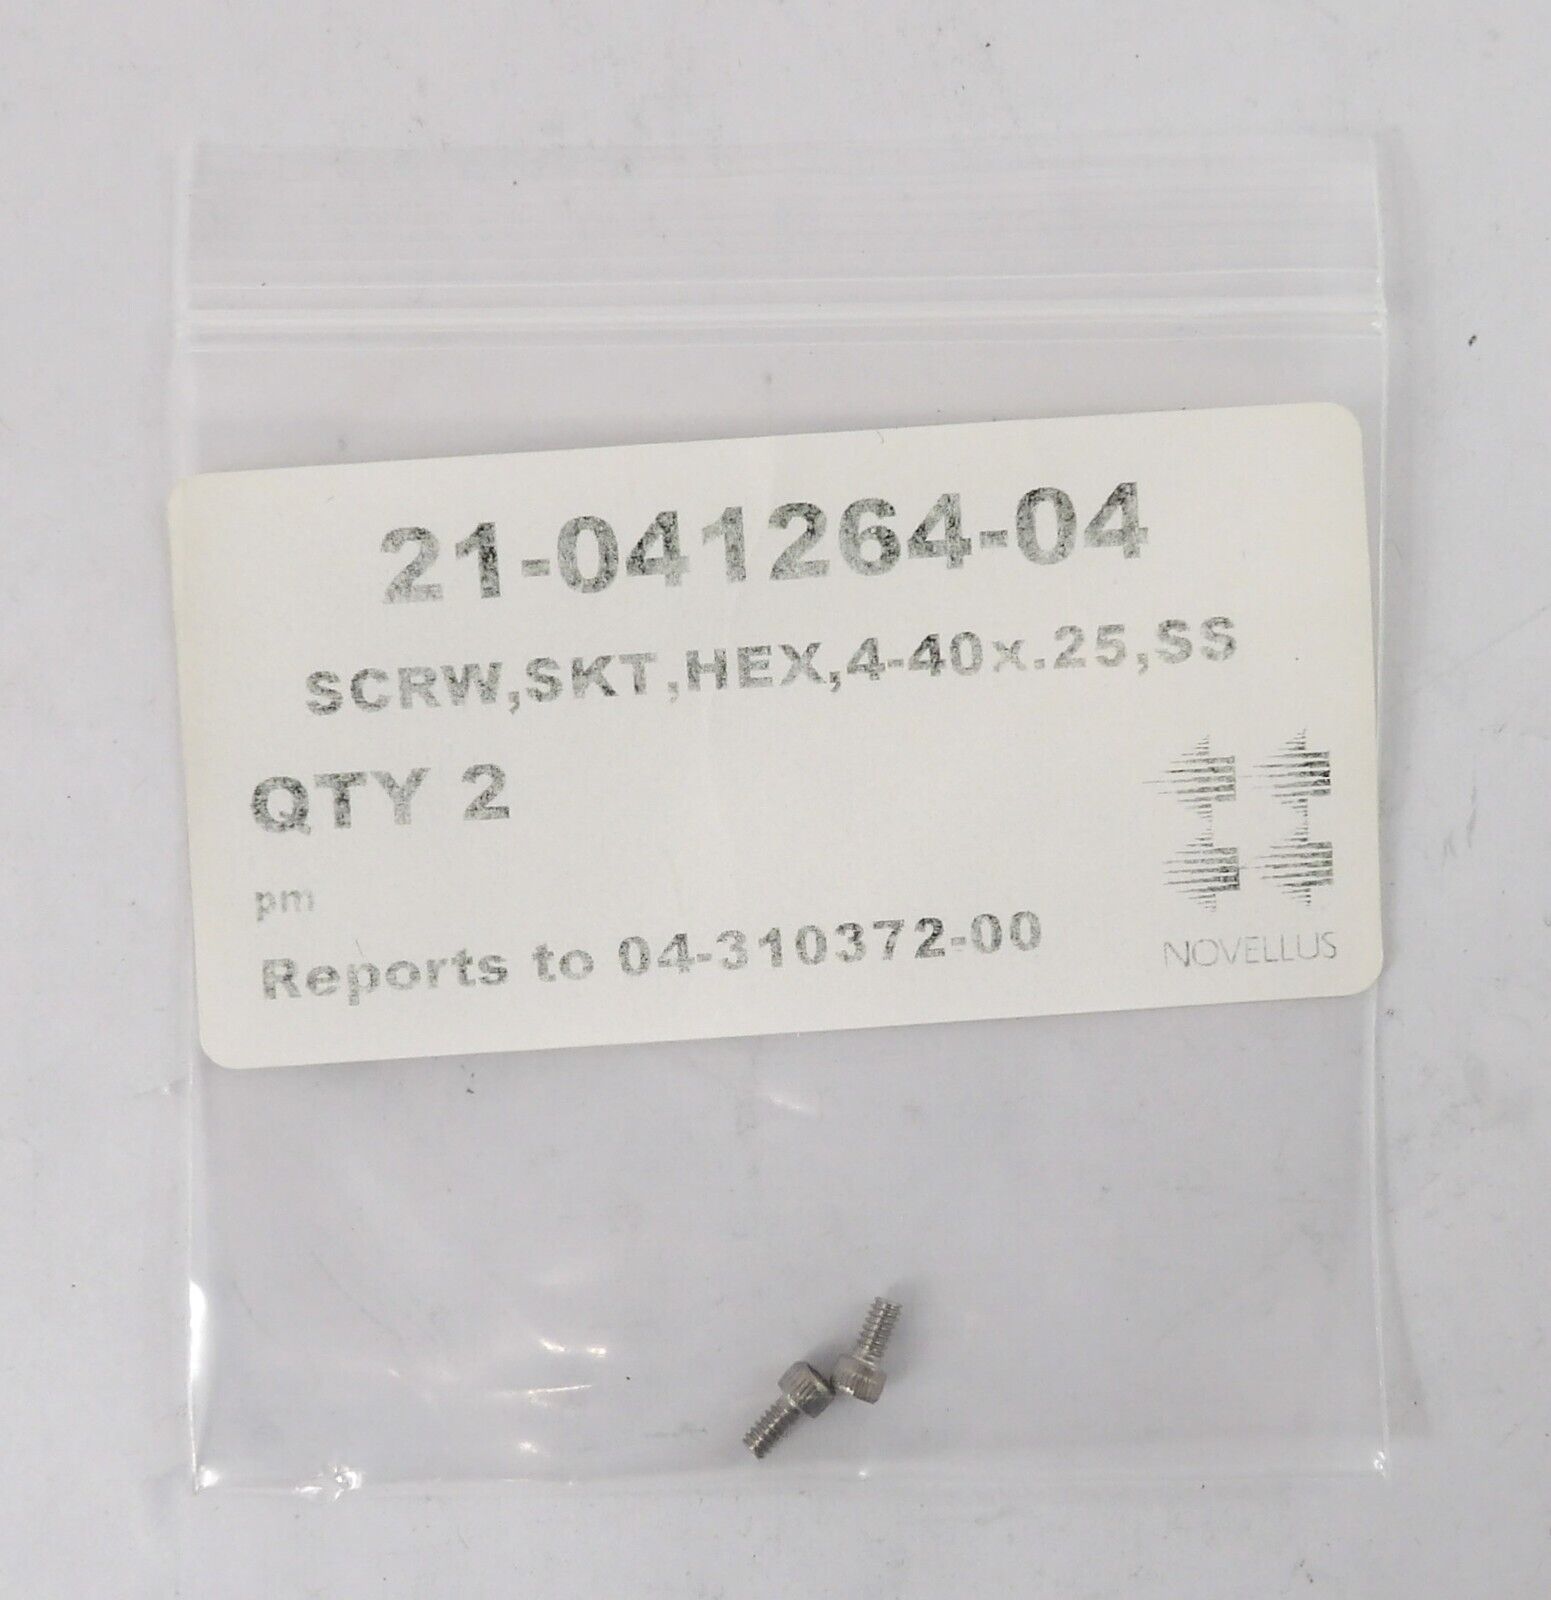 21-041264-04
SCRW,SKT,HEX,4-40x.25,SS
QTY 2
pm
Reports to 04-310372-00
NOVELLUS